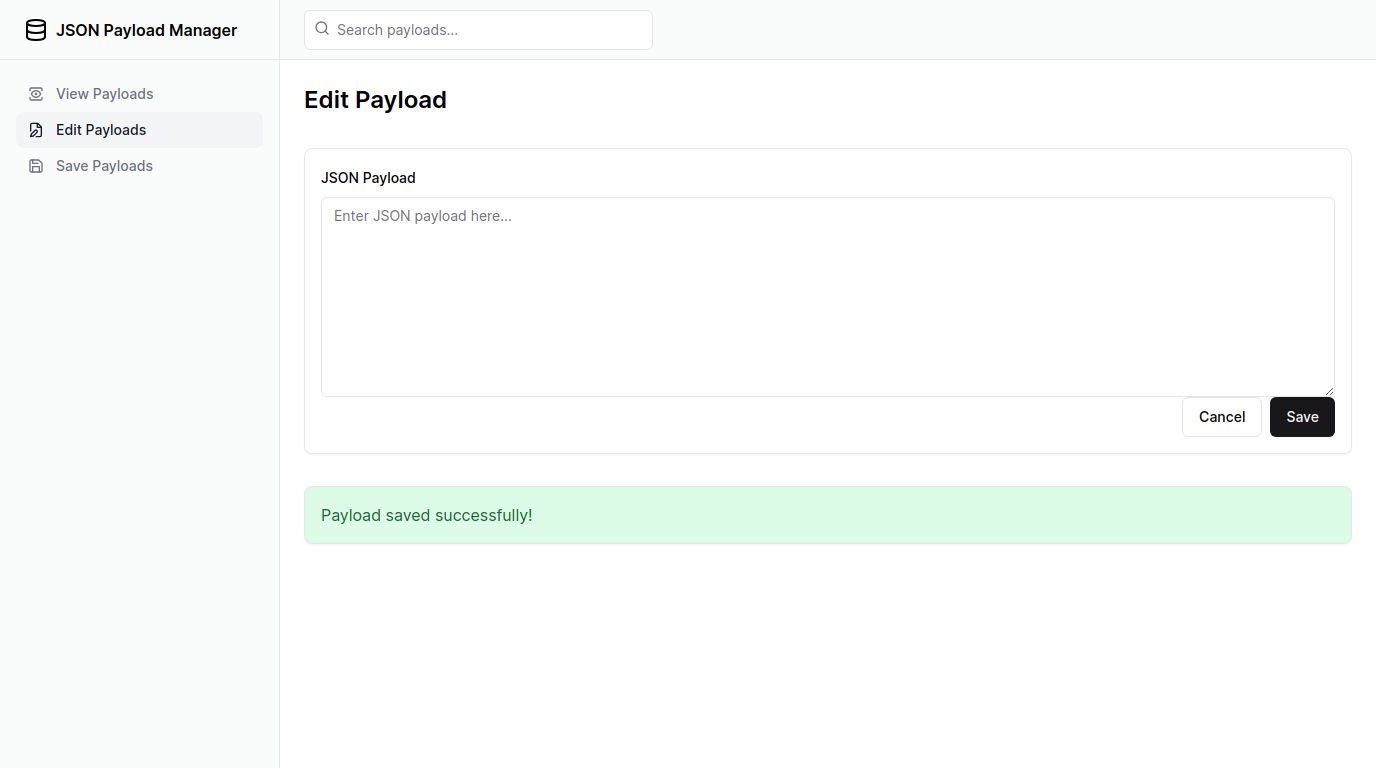 JSON Payload Manager
Search payloads...
View Payloads
Edit Payloads
Save Payloads
Edit Payload
JSON Payload
Enter JSON payload here...
Cancel
Save
Payload saved successfully!